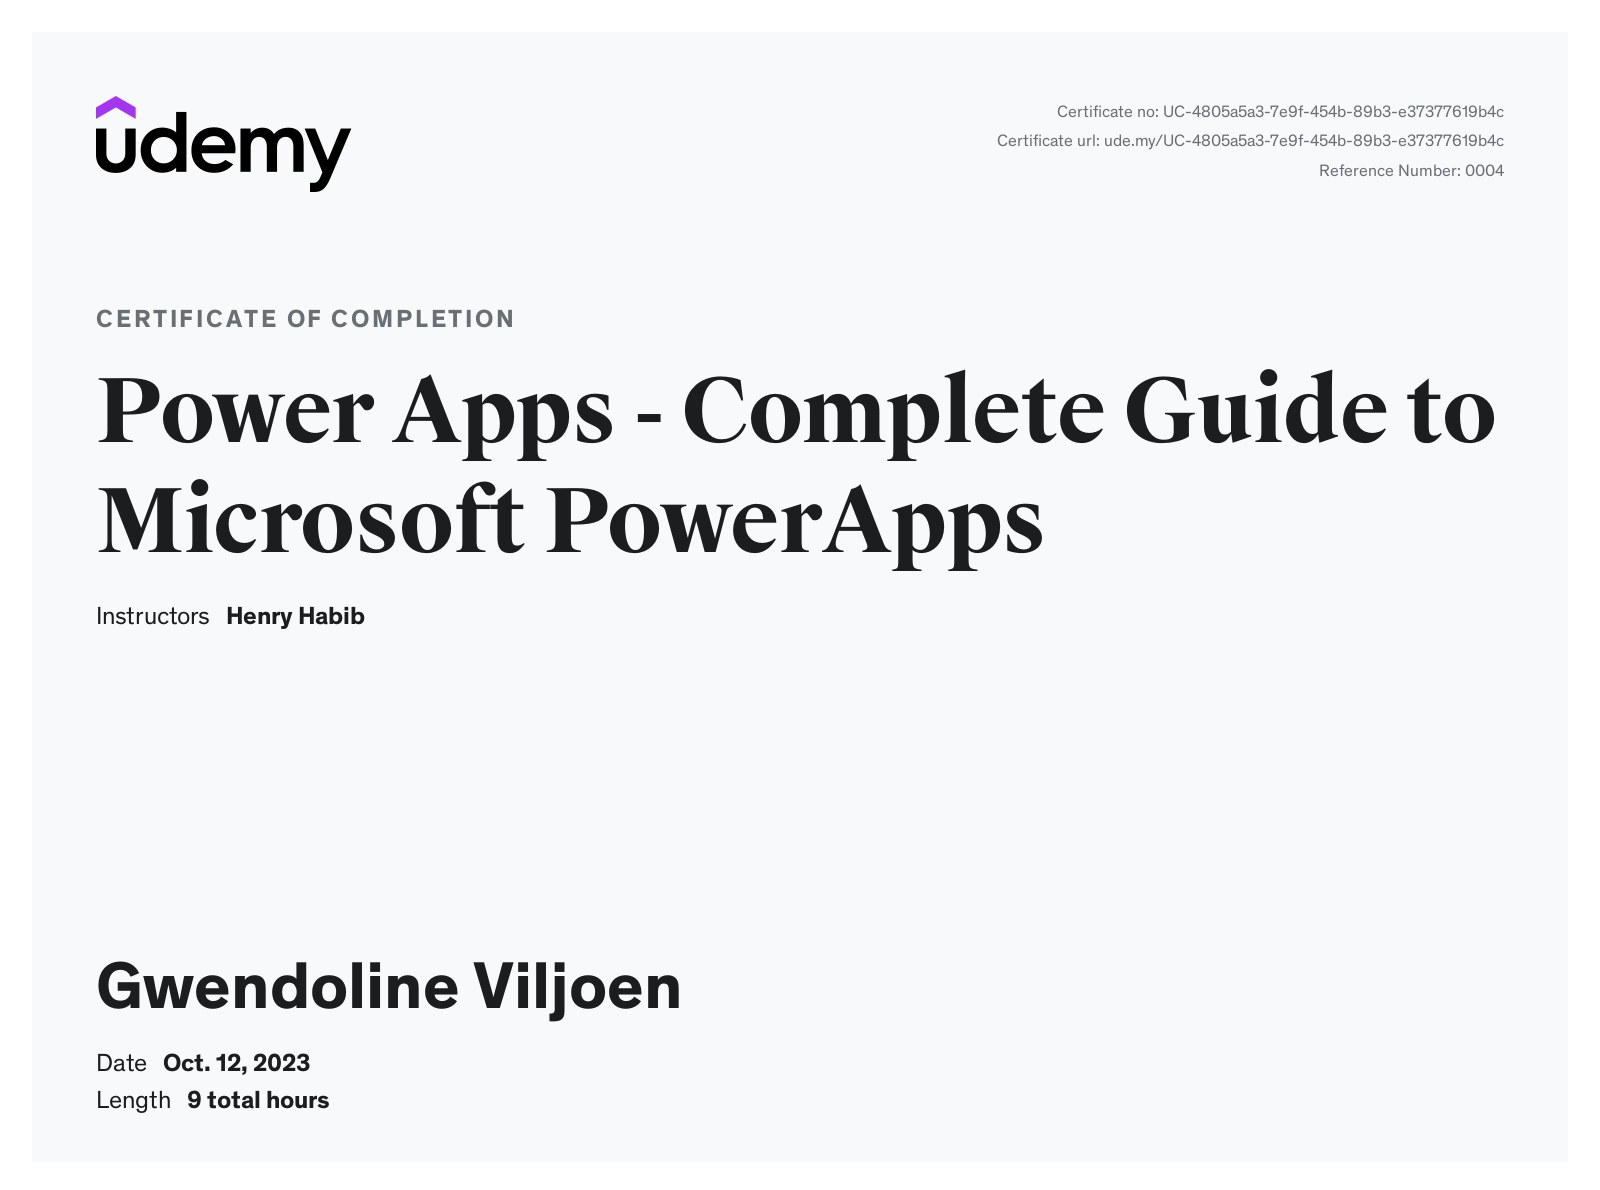 udemy
Certificate no: UC-4805a5a3-7e9f-454b-89b3-e37377619b4c
Certificate url: ude.my/UC-4805a5a3-7e9f-454b-89b3-e37377619b4c
Reference Number: 0004
CERTIFICATE OF COMPLETION
Power Apps - Complete Guide to
Microsoft PowerApps
Instructors Henry Habib
Gwendoline Viljoen
Date Oct. 12, 2023
Length 9 total hours